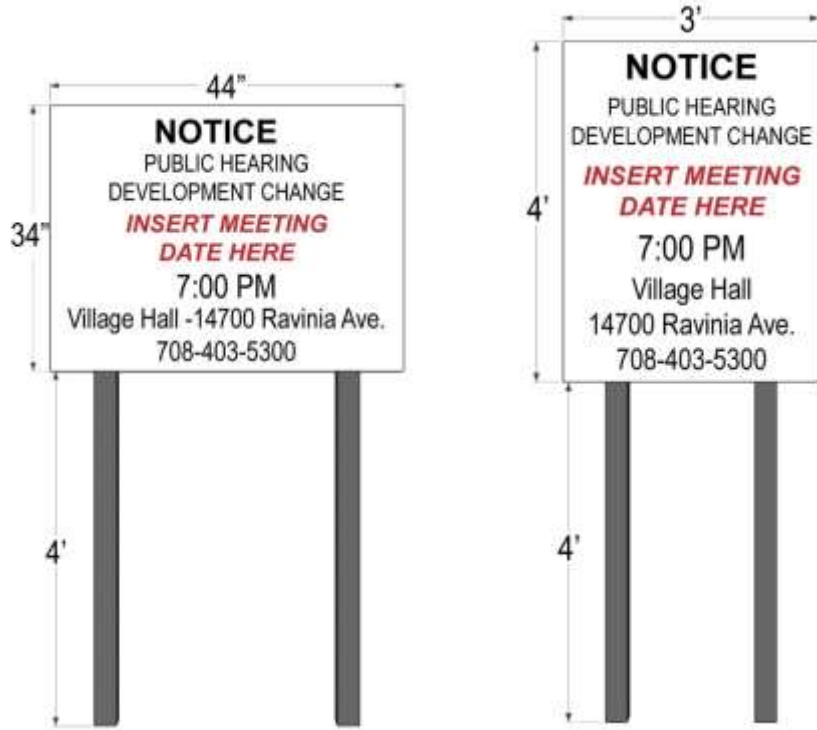 44”
34”
NOTICE
PUBLIC HEARING
DEVELOPMENT CHANGE
INSERT MEETING
DATE HERE
7:00 PM
Village Hall -14700 Ravinia Ave.
708-403-5300
4’
3’
4’
NOTICE
PUBLIC HEARING
DEVELOPMENT CHANGE
INSERT MEETING
DATE HERE
7:00 PM
Village Hall
14700 Ravinia Ave.
708-403-5300
4’